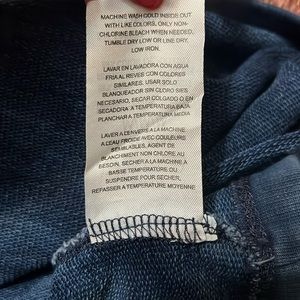 MACHINE WASH COLD INSIDE OUT
WITH LIKE COLORS, ONLY NON-
CHLORINE BLEACH WHEN NEEDED,
TUMBLE DRY LOW OR LINE DRY,
LOW IRON.
LAVAR EN LAVADORA CON AGUA
FRIA AL REVES CON COLORES
SIMILARES. USAR SOLO
BLANQUEADOR SIN CLORO SI ES
NECESARIO, SECAR COLGADO O EN
SECADORA A TEMPERATURA BAJA
PLANCHAR A TEMPERATURA MEDIA
LAVER A L'ENVERS A LA MACHINE
A L'EAU FROIDE AVEC COULEURS
SIMILAIRES. AGENT DE
BLANCHIMENT NON CHLORE AU
BESOIN, SECHER A LA MACHINE A
BASSE TEMPERATURE OU
SUSPENDRE POUR SECHER,
REPASSER A TEMPERATURE MOYENNE